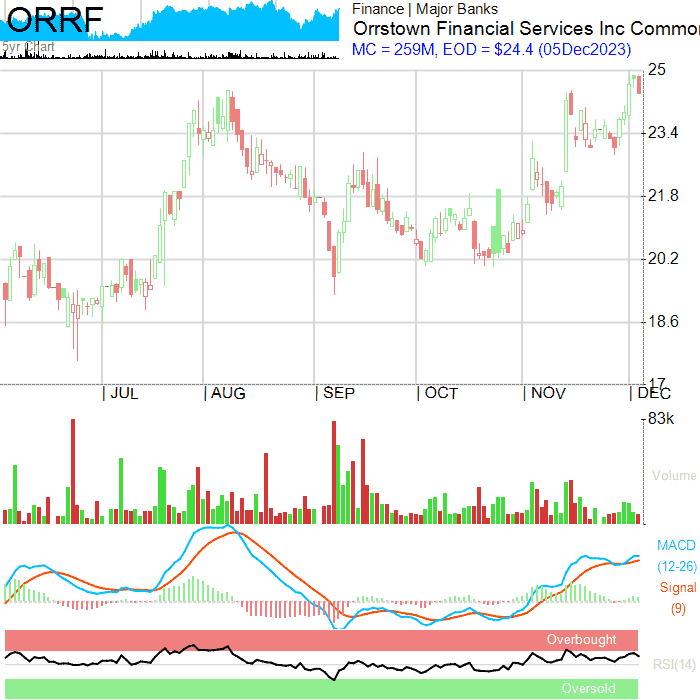 ORRF
5yr Chart
Finance | Major Banks
Orrstown Financial Services Inc Common
MC = 259M, EOD = $24.4 (05Dec2023)
25
23.4
21.8
20.2
18.6
17
| JUL | AUG | SEP | OCT | NOV | DEC
83k
Volume
MACD
(12-26)
Signal
(9)
Overbought
RSI(14)
Oversold